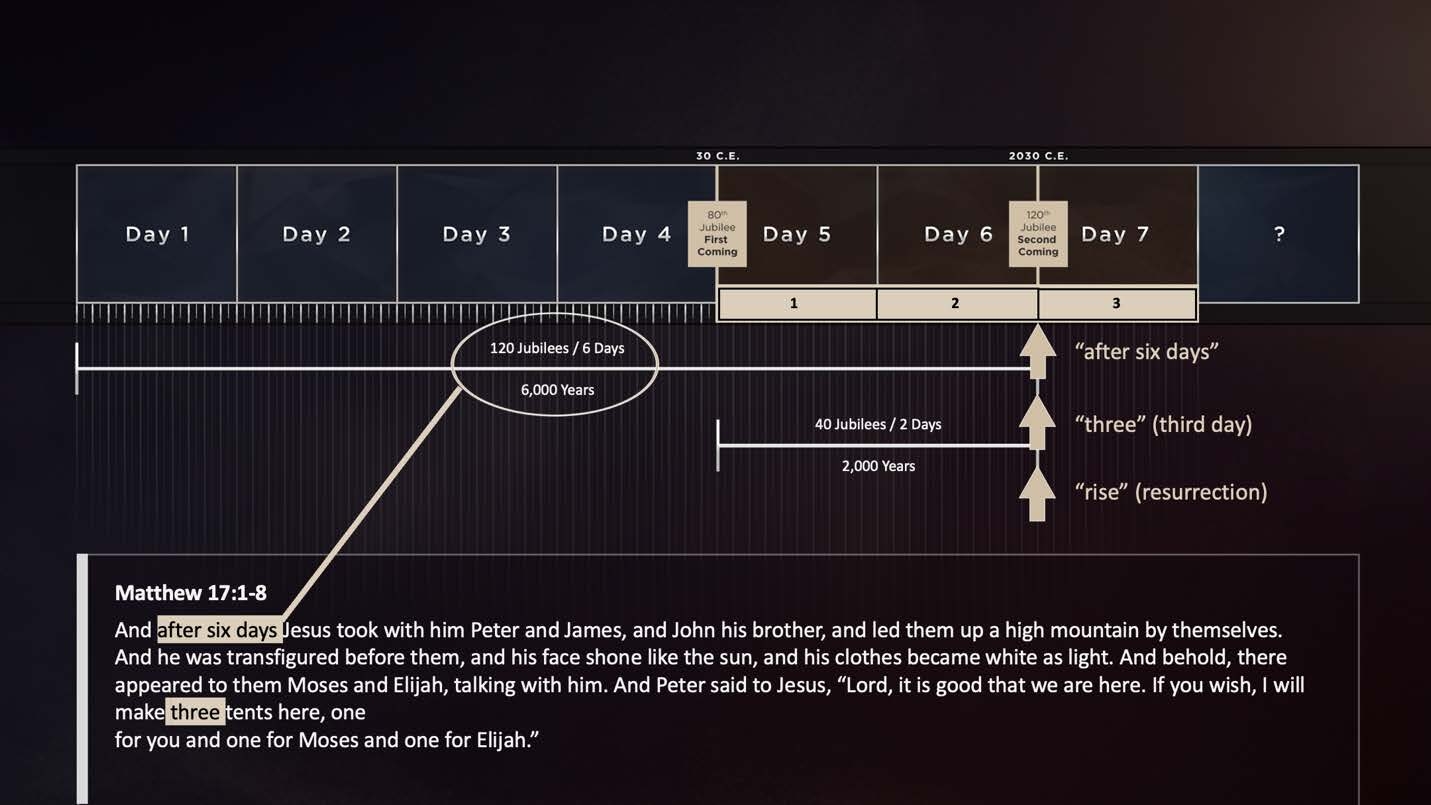 30 C.E.
2030 C.E.
Day 1
Day 2
Day 3
Day 4
80th
Jubilee
First
Coming
Day 5
Day 6
120th
Jubilee
Second
Coming
Day 7
?
1
2
3
120 Jubilees / 6 Days
6,000 Years
"after six days"
40 Jubilees / 2 Days
2,000 Years
"three" (third day)
"rise" (resurrection)
Matthew 17:1-8
And after six days Jesus took with him Peter and James, and John his brother, and led them up a high mountain by themselves.
And he was transfigured before them, and his face shone like the sun, and his clothes became white as light. And behold, there
appeared to them Moses and Elijah, talking with him. And Peter said to Jesus, “Lord, it is good that we are here. If you wish, I will
make three tents here, one
for you and one for Moses and one for Elijah.”